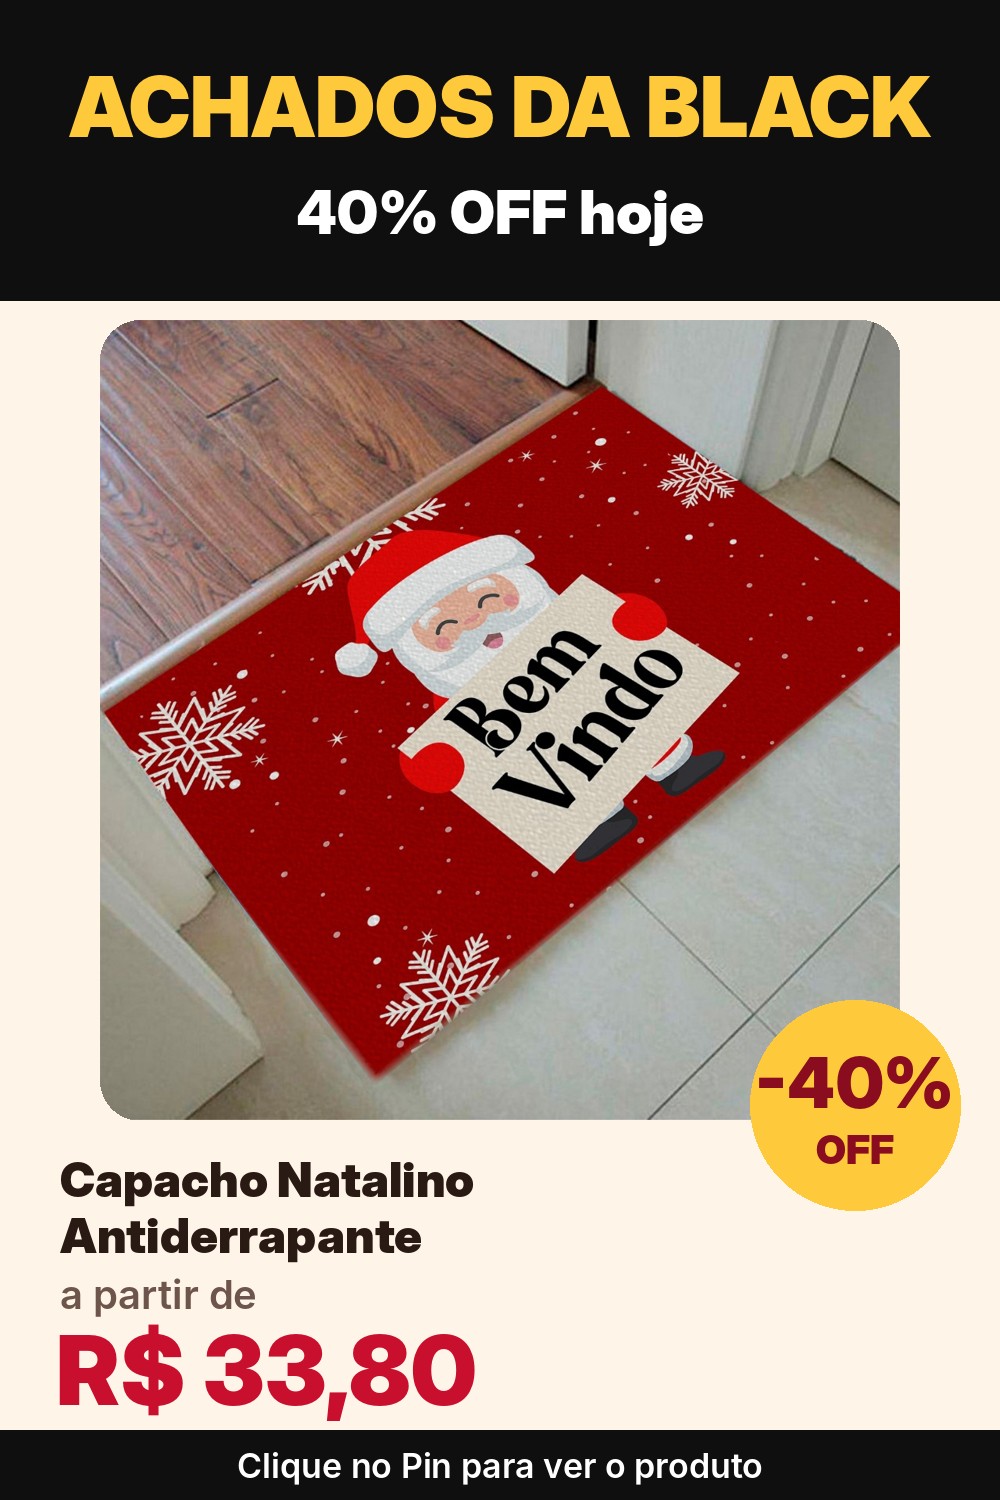 ACHADOS DA BLACK
40% OFF hoje
Bem
Vindo
-40%
OFF
Capacho Natalino
Antiderrapante
a partir de
R$ 33,80
Clique no Pin para ver o produto